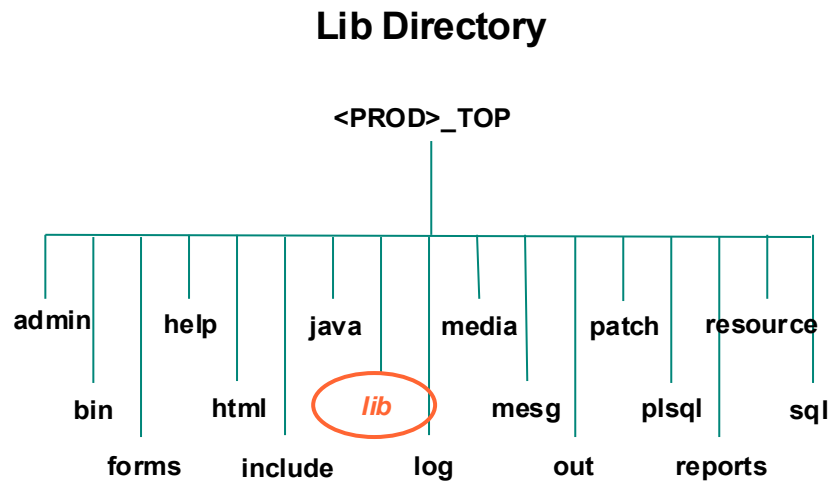 Lib Directory
<PROD>_TOP
admin help java media patch resource
bin html lib mesg plsql sql
forms include log out reports